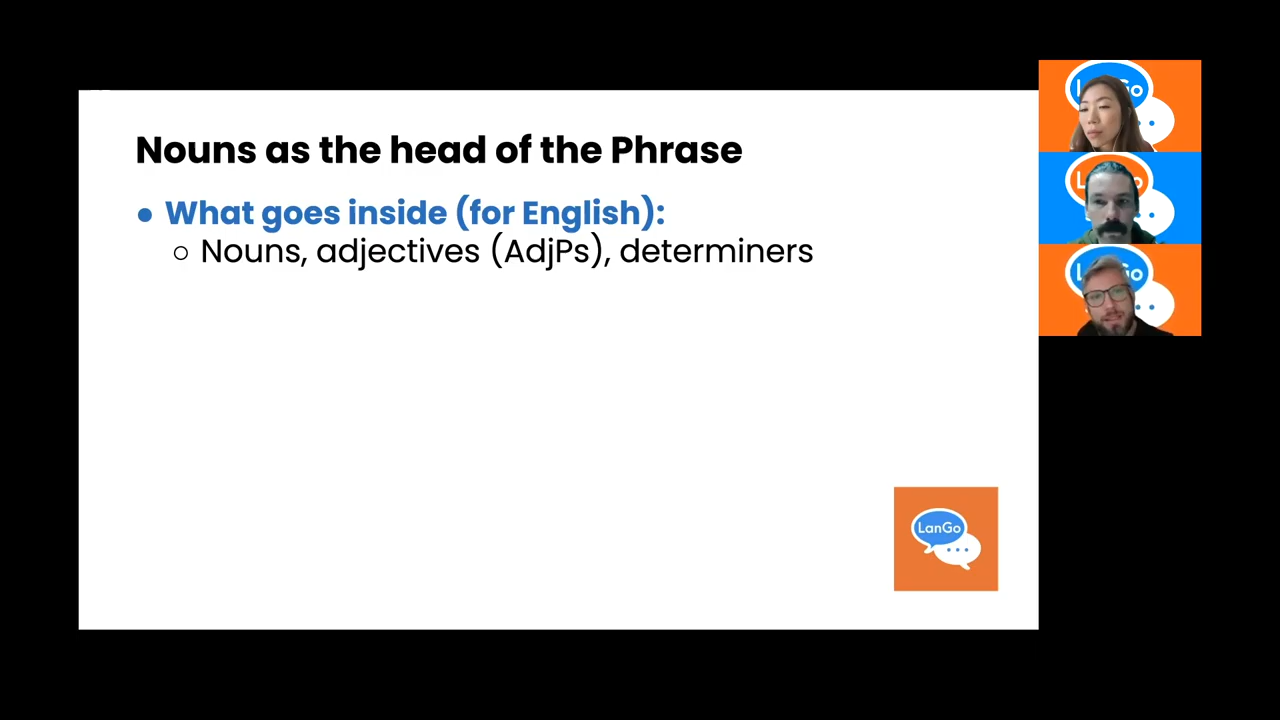 Nouns as the head of the Phrase
● What goes inside (for English):
○ Nouns, adjectives (AdjPs), determiners
LanGo